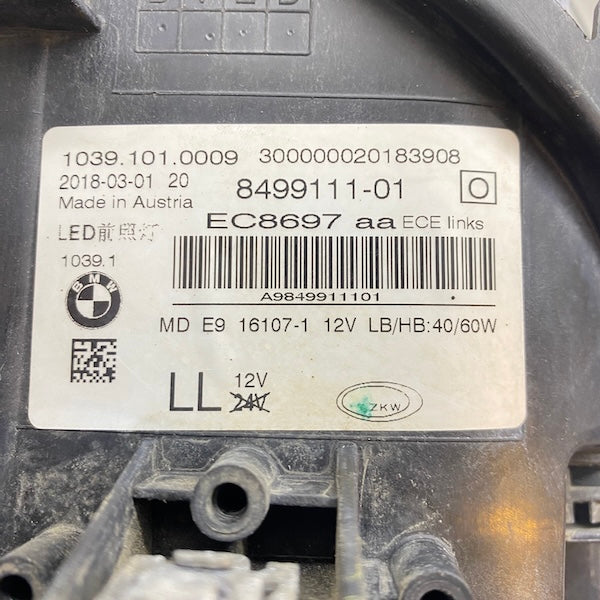 1039.101.0009 300000020183908
2018-03-01 20 8499111-01 O
Made in Austria
EC8697 aa ECE links
LED前照灯
1039.1
BMW
A9849911101
MD E9 16107-1 12V LB/HB:40/60W
LL 12V
24V
ZKW